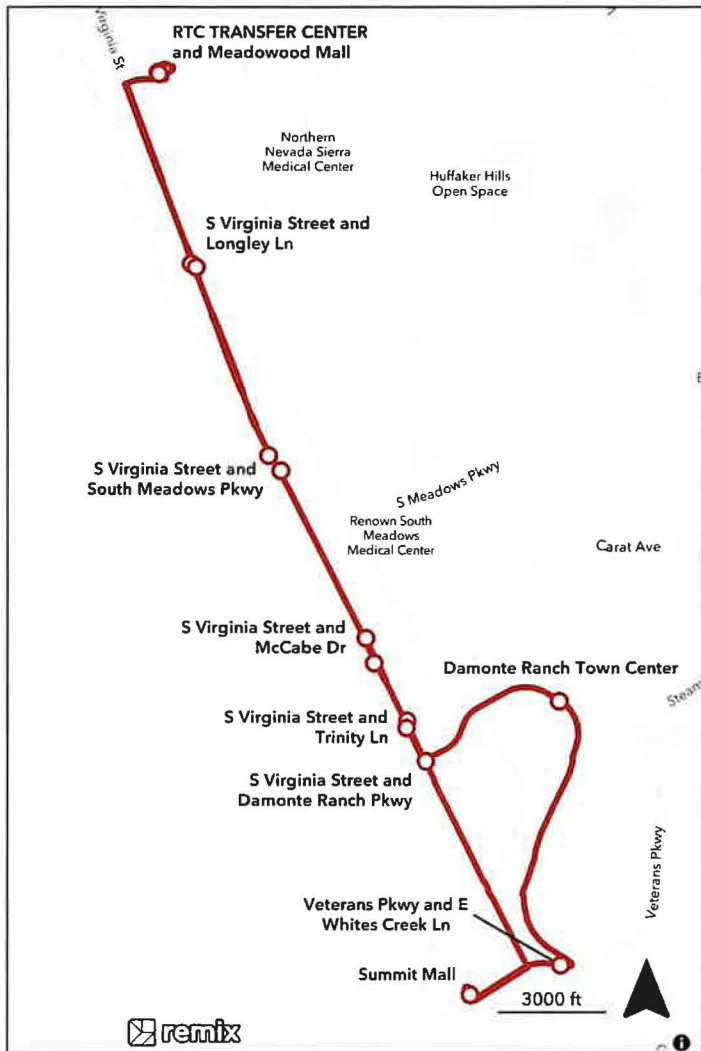 Virginia St
RTC TRANSFER CENTER
and Meadowood Mall
Northern
Nevada Sierra
Medical Center
Huffaker Hills
Open Space
S Virginia Street and
Longley Ln
S Virginia Street and
South Meadows Pkwy
S Meadows Pkwy
Renown South
Meadows
Medical Center
Carat Ave
S Virginia Street and
McCabe Dr
Damonte Ranch Town Center
S Virginia Street and
Trinity Ln
S Virginia Street and
Damonte Ranch Pkwy
Veterans Pkwy
Veterans Pkwy and E
Whites Creek Ln
Summit Mall
3000 ft
remix